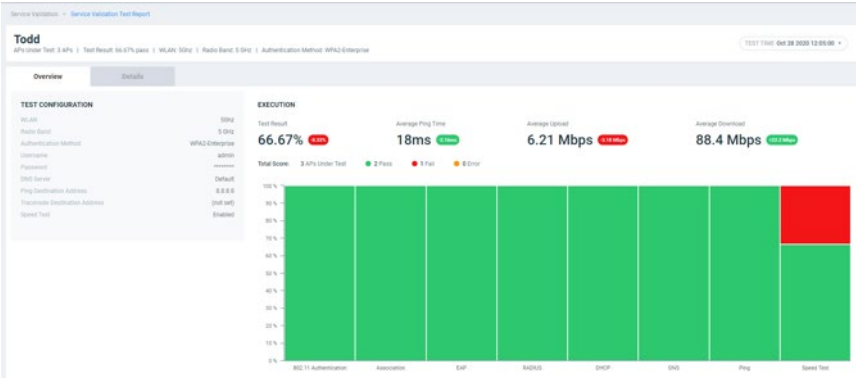 Service Validation > Service Validation Test Report
Todd
APs Under Test: 3 APs | Test Result: 66.67% pass | WLAN: 5Ghz | Radio Band: 5 GHz | Authentication Method: WPA2-Enterprise
TEST TIME Oct 28 2020 12:05:00
Overview
Details
TEST CONFIGURATION
WLAN 5Ghz
Radio Band 5 GHz
Authentication Method WPA2-Enterprise
Username admin
Password ********
DNS Server Default
Ping Destination Address 8.8.8.8
Traceroute Destination Address (not set)
Speed Test Enabled
EXECUTION
Test Result Average Ping Time Average Upload Average Download
66.67% 18ms 6.21 Mbps 88.4 Mbps
Total Score: 3 APs Under Test 2 Pass 1 Fail 0 Error
100 %
90 %
80 %
70 %
60 %
50 %
40 %
30 %
20 %
10 %
0 %
802.11 Authentication Association EAP RADIUS DHCP DNS Ping Speed Test